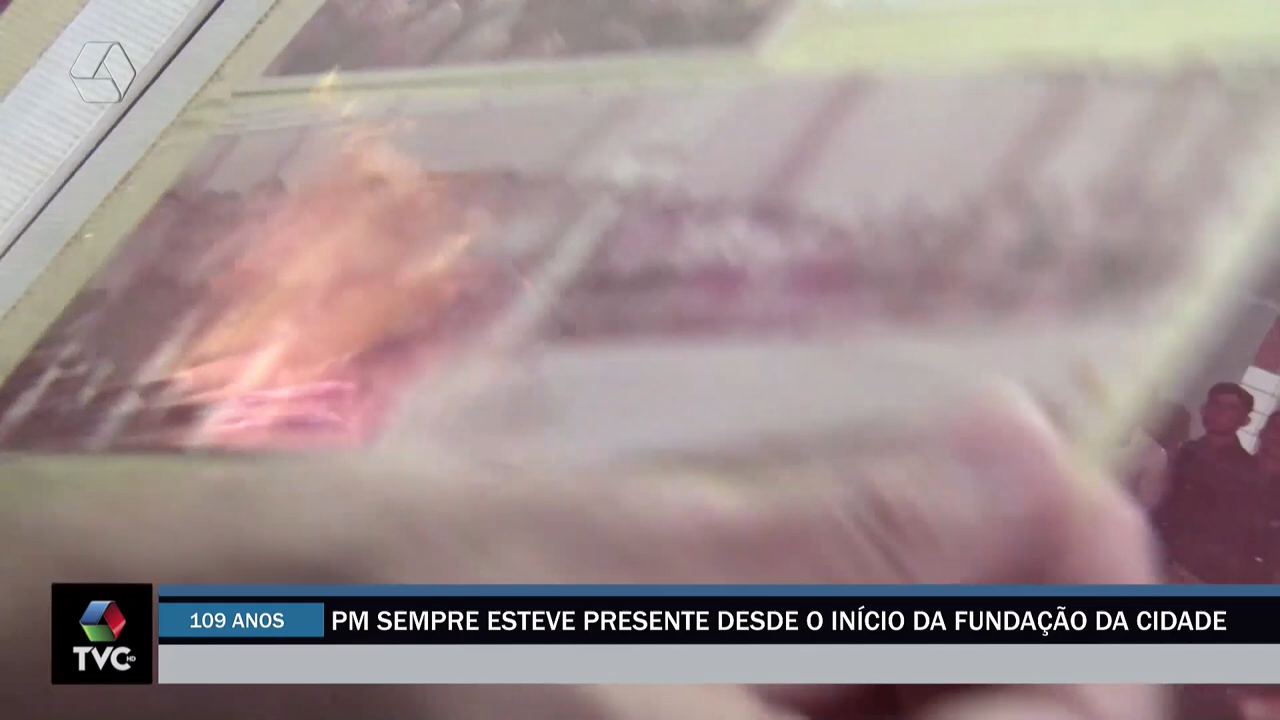 109 ANOS
PM SEMPRE ESTEVE PRESENTE DESDE O INÍCIO DA FUNDAÇÃO DA CIDADE
TVC HD